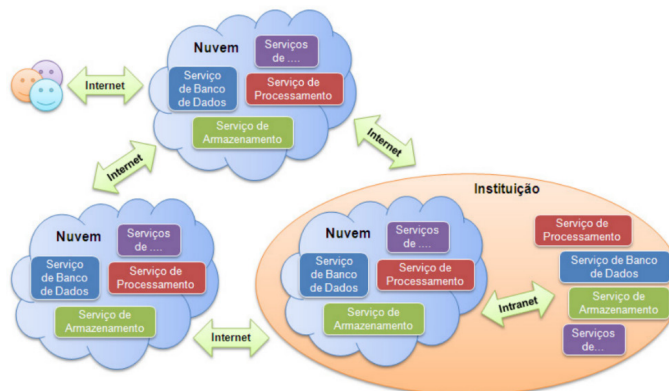 Nuvem
Serviços
de ....
Serviço
de Banco
de Dados
Serviço de
Processamento
Serviço de
Armazenamento
Internet
Internet
Internet
Nuvem
Serviços
de ....
Serviço
de Banco
de Dados
Serviço de
Processamento
Serviço de
Armazenamento
Internet
Instituição
Nuvem
Serviços
de ....
Serviço
de Banco
de Dados
Serviço de
Processamento
Serviço de
Armazenamento
Intranet
Serviço de
Processamento
Serviço de Banco
de Dados
Serviço de
Armazenamento
Serviços
de...